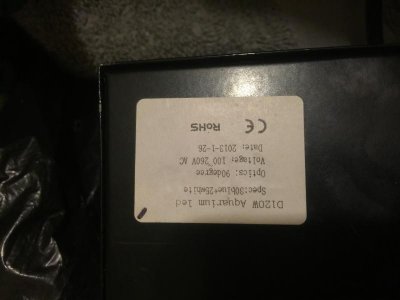 D120W Aquarium led
Spec:30blue*25white
Optics: 90degree
Voltage: 100~260V AC
Date: 2013-1-26
CE RoHS